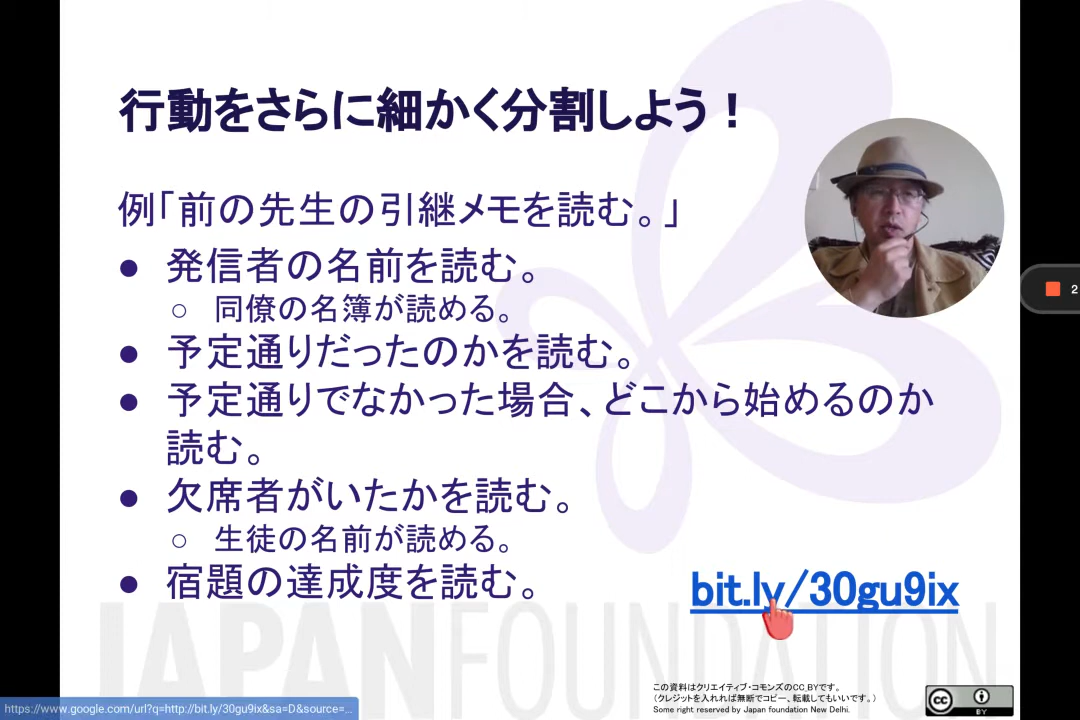 行動をさらに細かく分割しよう！
例「前の先生の引継メモを読む。」
● 発信者の名前を読む。
○ 同僚の名簿が読める。
● 予定通りだったのかを読む。
● 予定通りでなかった場合、どこから始めるのか
読む。
● 欠席者がいたかを読む。
○ 生徒の名前が読める。
● 宿題の達成度を読む。
bit.ly/30gu9ix
2
JAPANFOUNDATION
この資料はクリエイティブ・コモンズのCC_BYです。
（クレジットを入れれば無断でコピー、転載してもいいです。）
Some right reserved by Japan foundation New Delhi.
cc
BY
https://www.google.com/url?q=http://bit.ly/30gu9ix&sa=D&source=...